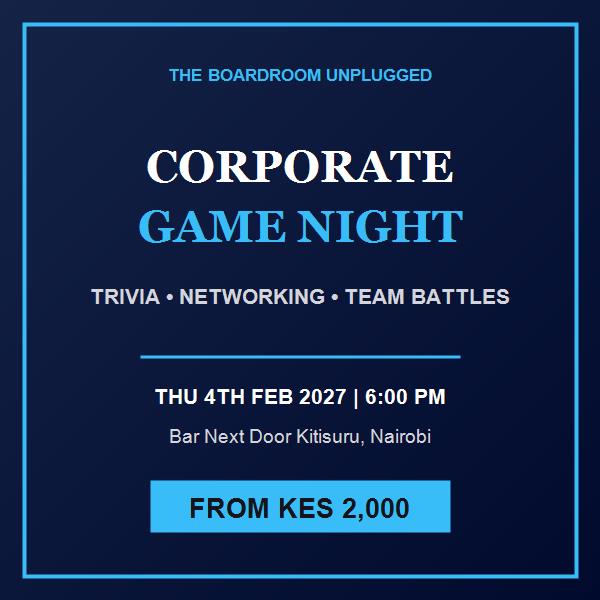 THE BOARDROOM UNPLUGGED
CORPORATE
GAME NIGHT
TRIVIA • NETWORKING • TEAM BATTLES
THU 4TH FEB 2027 | 6:00 PM
Bar Next Door Kitisuru, Nairobi
FROM KES 2,000